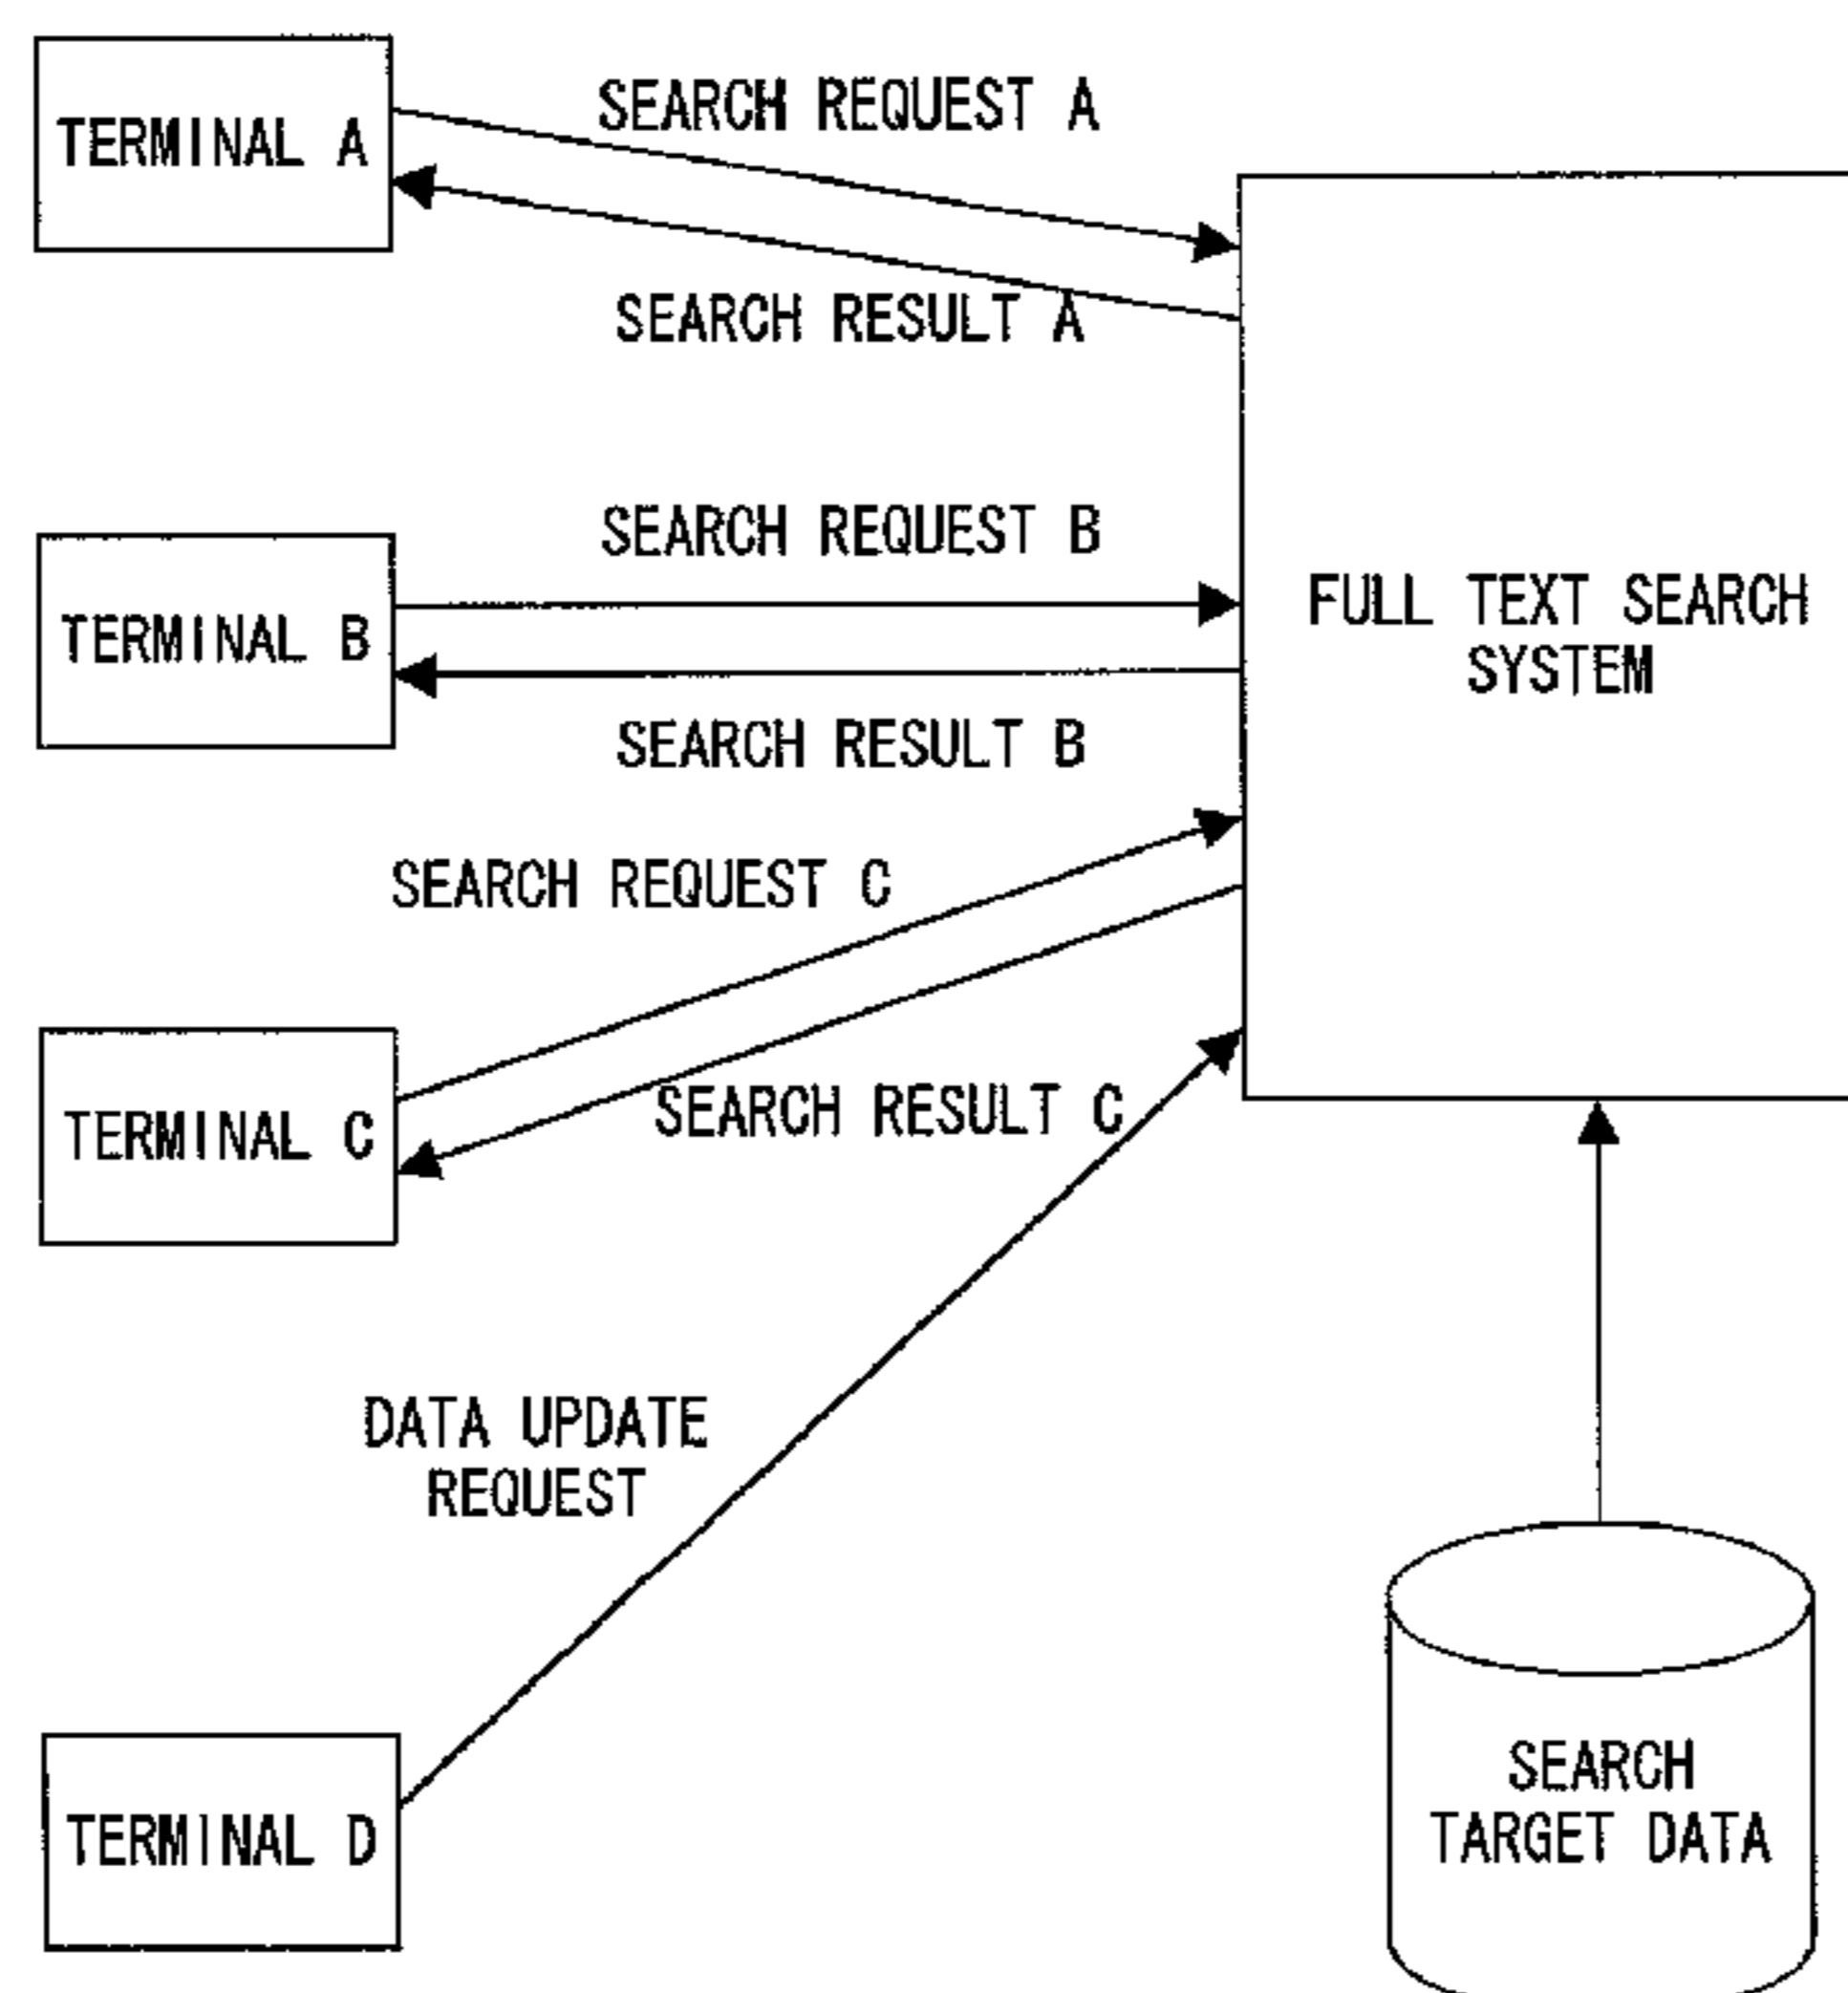 TERMINAL A
SEARCH REQUEST A
SEARCH RESULT A
TERMINAL B
SEARCH REQUEST B
SEARCH RESULT B
FULL TEXT SEARCH
SYSTEM
SEARCH REQUEST C
TERMINAL C
SEARCH RESULT C
DATA UPDATE
REQUEST
TERMINAL D
SEARCH
TARGET DATA